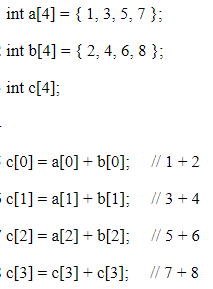 int a[4] = { 1, 3, 5, 7 };
int b[4] = { 2, 4, 6, 8 };
int c[4];
c[0] = a[0] + b[0]; // 1 + 2
c[1] = a[1] + b[1]; // 3 + 4
c[2] = a[2] + b[2]; // 5 + 6
c[3] = c[3] + c[3]; // 7 + 8